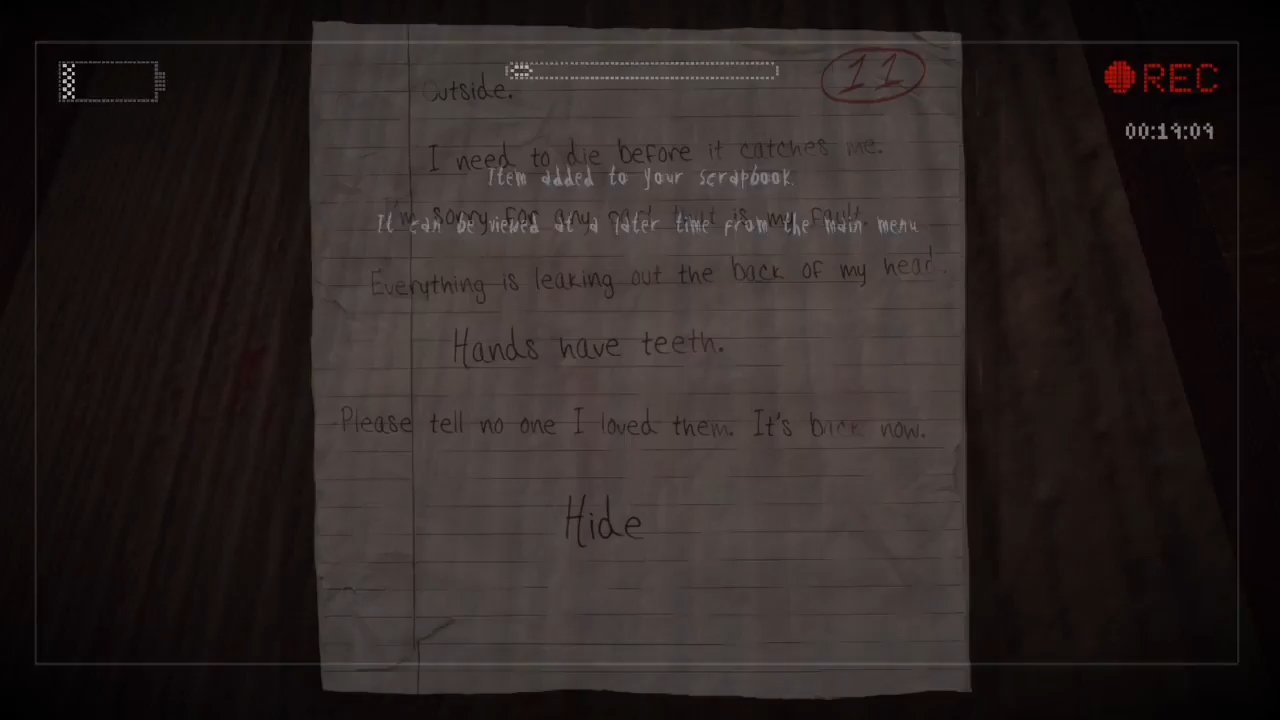 11
REC
Outside.
00:19:09
I need to die before it catches me.
Item added to your scrapbook.
I'm sorry for any part that is my fault.
It can be viewed at a later time from the main menu
Everything is leaking out the back of my head.
Hands have teeth.
Please tell no one I loved them. It's back now.
Hide